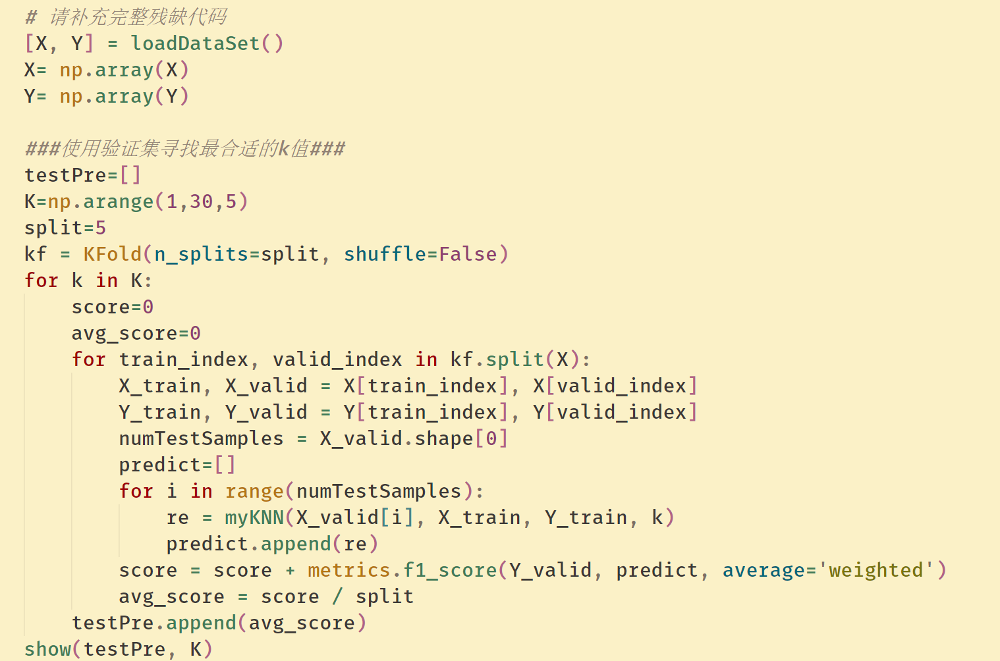 # 请补充完整残缺代码
[X, Y] = loadDataSet()
X= np.array(X)
Y= np.array(Y)

###使用验证集寻找最合适的k值###
testPre=[]
K=np.arange(1,30,5)
split=5
kf = KFold(n_splits=split, shuffle=False)
for k in K:
    score=0
    avg_score=0
    for train_index, valid_index in kf.split(X):
        X_train, X_valid = X[train_index], X[valid_index]
        Y_train, Y_valid = Y[train_index], Y[valid_index]
        numTestSamples = X_valid.shape[0]
        predict=[]
        for i in range(numTestSamples):
            re = myKNN(X_valid[i], X_train, Y_train, k)
            predict.append(re)
        score = score + metrics.f1_score(Y_valid, predict, average='weighted')
        avg_score = score / split
    testPre.append(avg_score)
show(testPre, K)